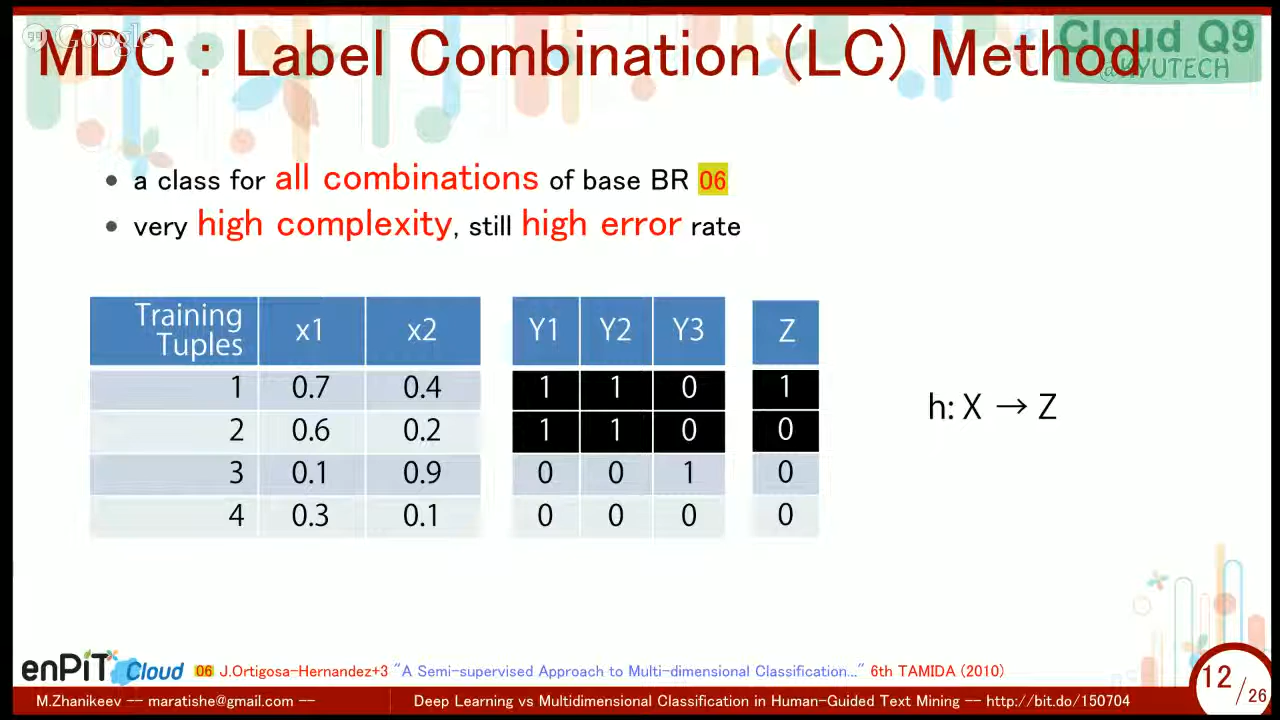 Google
MDC : Label Combination (LC) Method
Cloud Q9
@KYUTECH
• a class for all combinations of base BR 06
• very high complexity, still high error rate
Training Tuples x1 x2 Y1 Y2 Y3 Z
1 0.7 0.4 1 1 0 1
2 0.6 0.2 1 1 0 0
3 0.1 0.9 0 0 1 0
4 0.3 0.1 0 0 0 0
h: X → Z
enPiT Cloud 06 J.Ortigosa-Hernandez+3 "A Semi-supervised Approach to Multi-dimensional Classification..." 6th TAMIDA (2010)
M.Zhanikeev -- maratishe@gmail.com -- Deep Learning vs Multidimensional Classification in Human-Guided Text Mining -- http://bit.do/150704
12/26